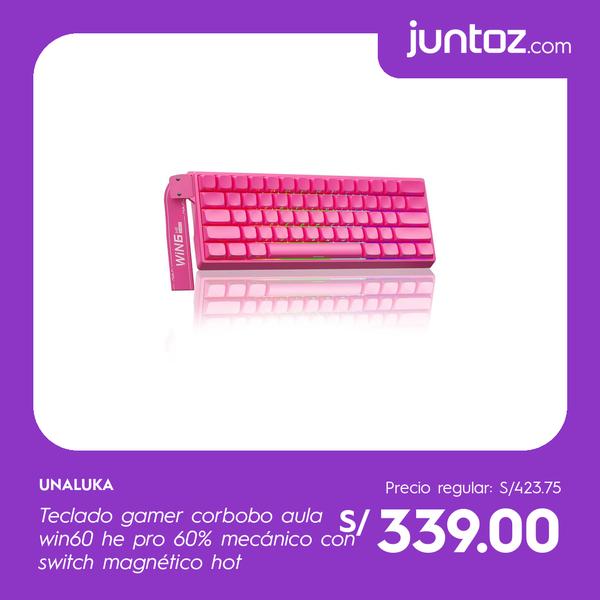 juntoz.com
WIN6
UNALUKA
Precio regular: S/423.75
Teclado gamer corbobo aula
win60 he pro 60% mecánico con
switch magnético hot
S/ 339.00